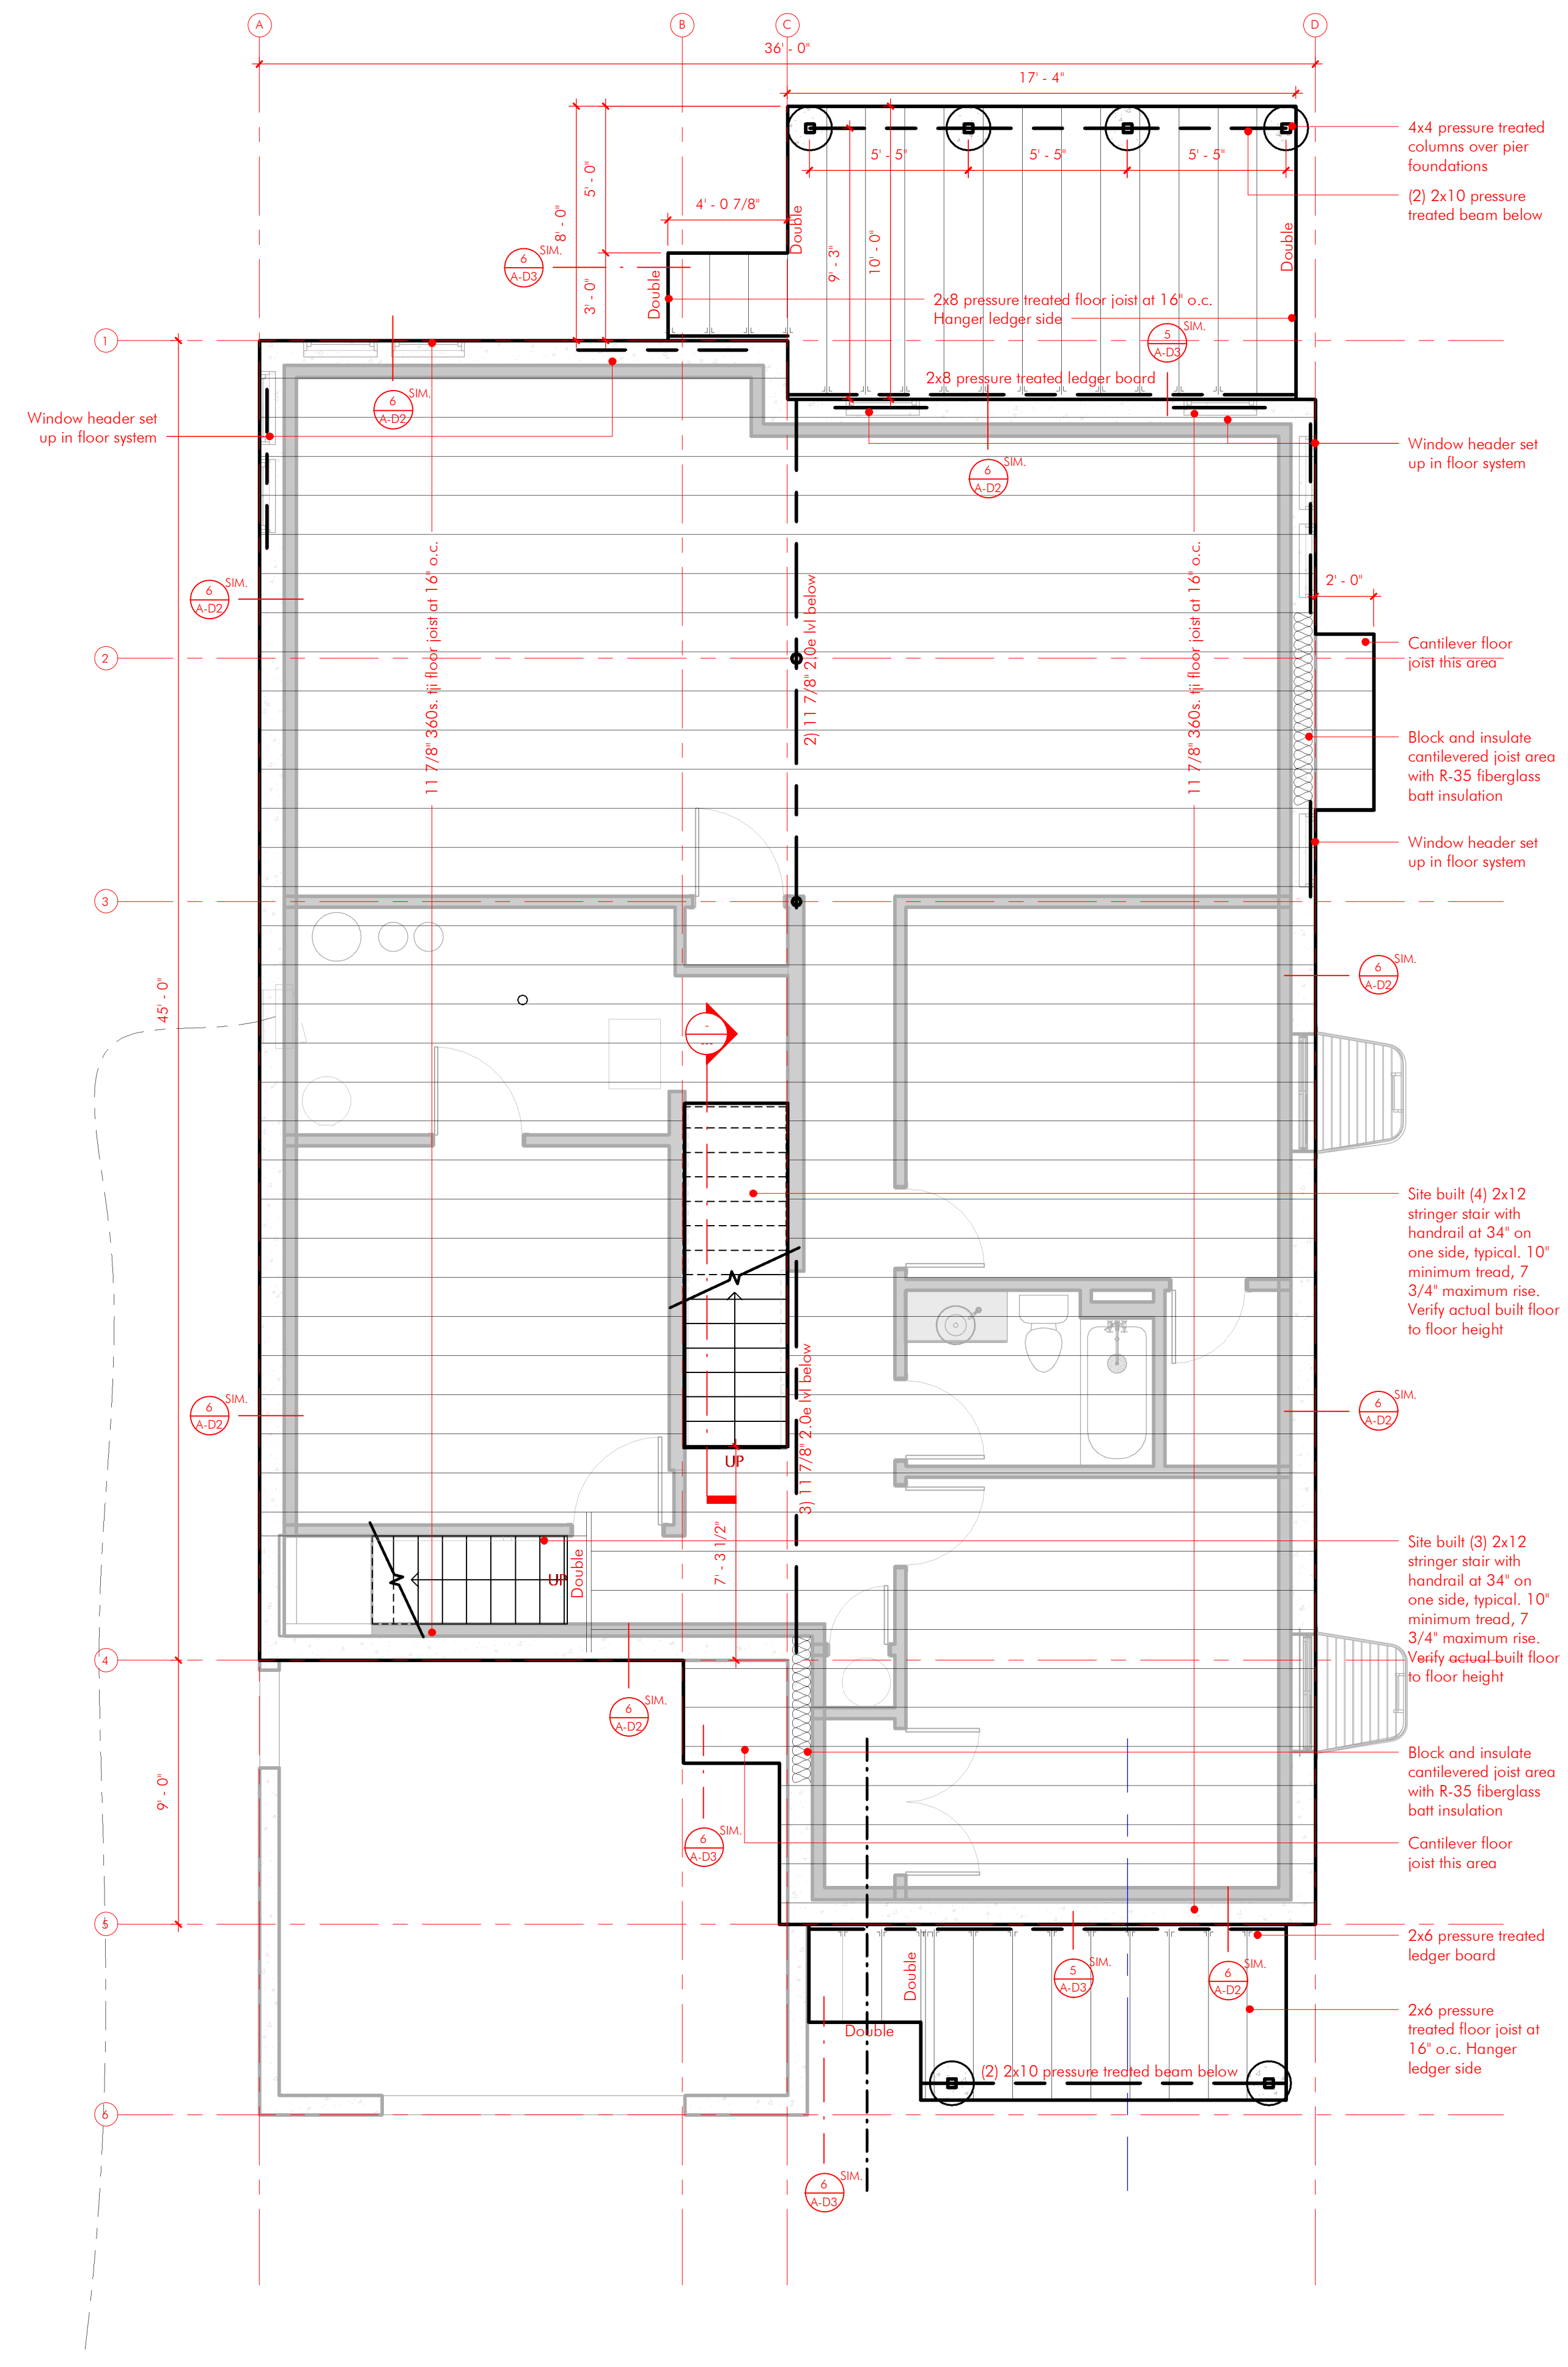 A
B
C
D
36' - 0"
17' - 4"
5' - 5"
5' - 5"
5' - 5"
4x4 pressure treated
columns over pier
foundations
(2) 2x10 pressure
treated beam below
5' - 0"
8' - 0"
4' - 0 7/8"
Double
Double
9' - 3"
10' - 0"
6
A-D3
SIM.
Double
3' - 0"
2x8 pressure treated floor joist at 16" o.c.
Hanger ledger side
5
A-D3
SIM.
1
2x8 pressure treated ledger board
6
A-D2
SIM.
Window header set
up in floor system
Window header set
up in floor system
6
A-D2
SIM.
11 7/8" 360s. tji floor joist at 16" o.c.
2) 11 7/8" 2.0e lvl below
11 7/8" 360s. tji floor joist at 16" o.c.
6
A-D2
SIM.
2' - 0"
2
Cantilever floor
joist this area
Block and insulate
cantilevered joist area
with R-35 fiberglass
batt insulation
Window header set
up in floor system
3
45' - 0"
6
A-D2
SIM.
-
---
Site built (4) 2x12
stringer stair with
handrail at 34" on
one side, typical. 10"
minimum tread, 7
3/4" maximum rise.
Verify actual built floor
to floor height
3) 11 7/8" 2.0e lvl below
6
A-D2
SIM.
6
A-D2
SIM.
UP
7' - 3 1/2"
Double
UP
Site built (3) 2x12
stringer stair with
handrail at 34" on
one side, typical. 10"
minimum tread, 7
3/4" maximum rise.
Verify actual built floor
to floor height
4
6
A-D2
SIM.
Block and insulate
cantilevered joist area
with R-35 fiberglass
batt insulation
9' - 0"
6
A-D3
SIM.
Cantilever floor
joist this area
5
2x6 pressure treated
ledger board
Double
5
A-D3
SIM.
6
A-D2
SIM.
Double
2x6 pressure
treated floor joist at
16" o.c. Hanger
ledger side
(2) 2x10 pressure treated beam below
6
6
A-D3
SIM.